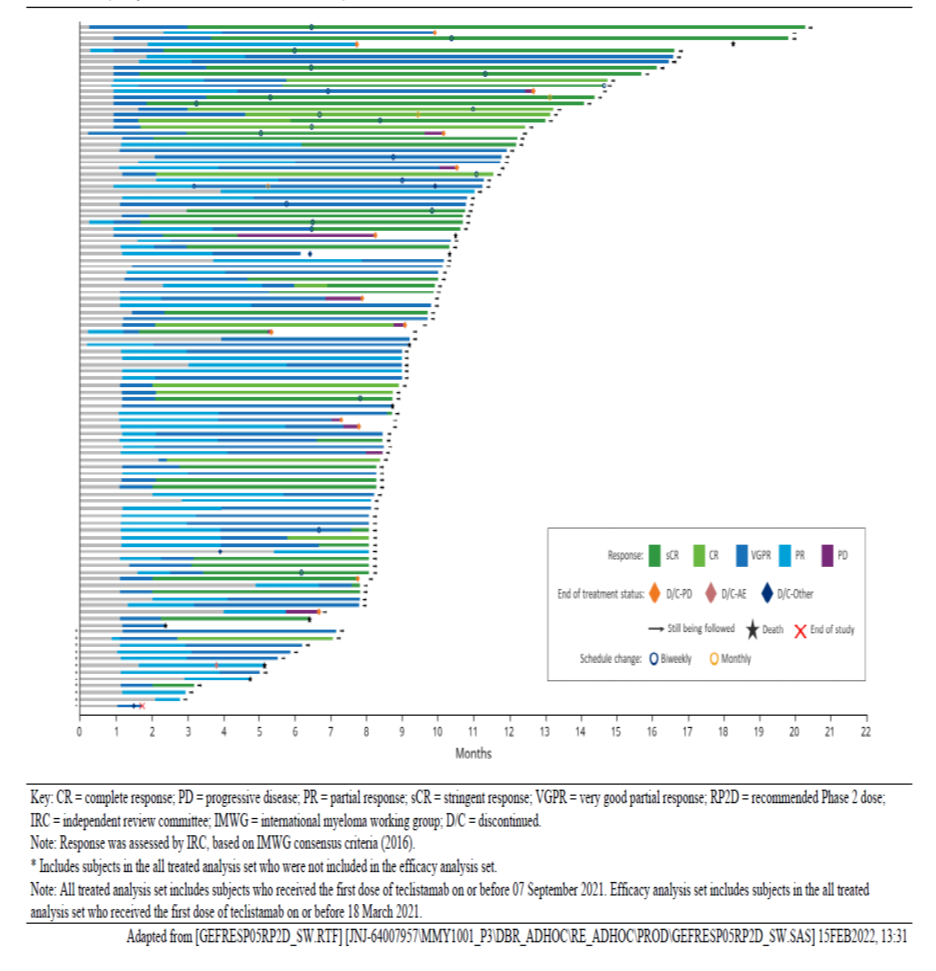 Response: sCR CR VGPR PR PD
End of treatment status: D/C-PD D/C-AE D/C-Other
Still being followed Death End of study
Schedule change: Biweekly Monthly
0 1 2 3 4 5 6 7 8 9 10 11 12 13 14 15 16 17 18 19 20 21 22
Months
Key: CR = complete response; PD = progressive disease; PR = partial response; sCR = stringent response; VGPR = very good partial response; RP2D = recommended Phase 2 dose;
IRC = independent review committee; IMWG = international myeloma working group; D/C = discontinued.
Note: Response was assessed by IRC, based on IMWG consensus criteria (2016).
* Includes subjects in the all treated analysis set who were not included in the efficacy analysis set.
Note: All treated analysis set includes subjects who received the first dose of teclistamab on or before 07 September 2021. Efficacy analysis set includes subjects in the all treated
analysis set who received the first dose of teclistamab on or before 18 March 2021.
Adapted from [GEFRESP05RP2D_SW.RTF] [JNJ-64007957\MMY1001_P3\DBR_ADHOC\RE_ADHOC\PROD\GEFRESP05RP2D_SW.SAS] 15FEB2022, 13:31